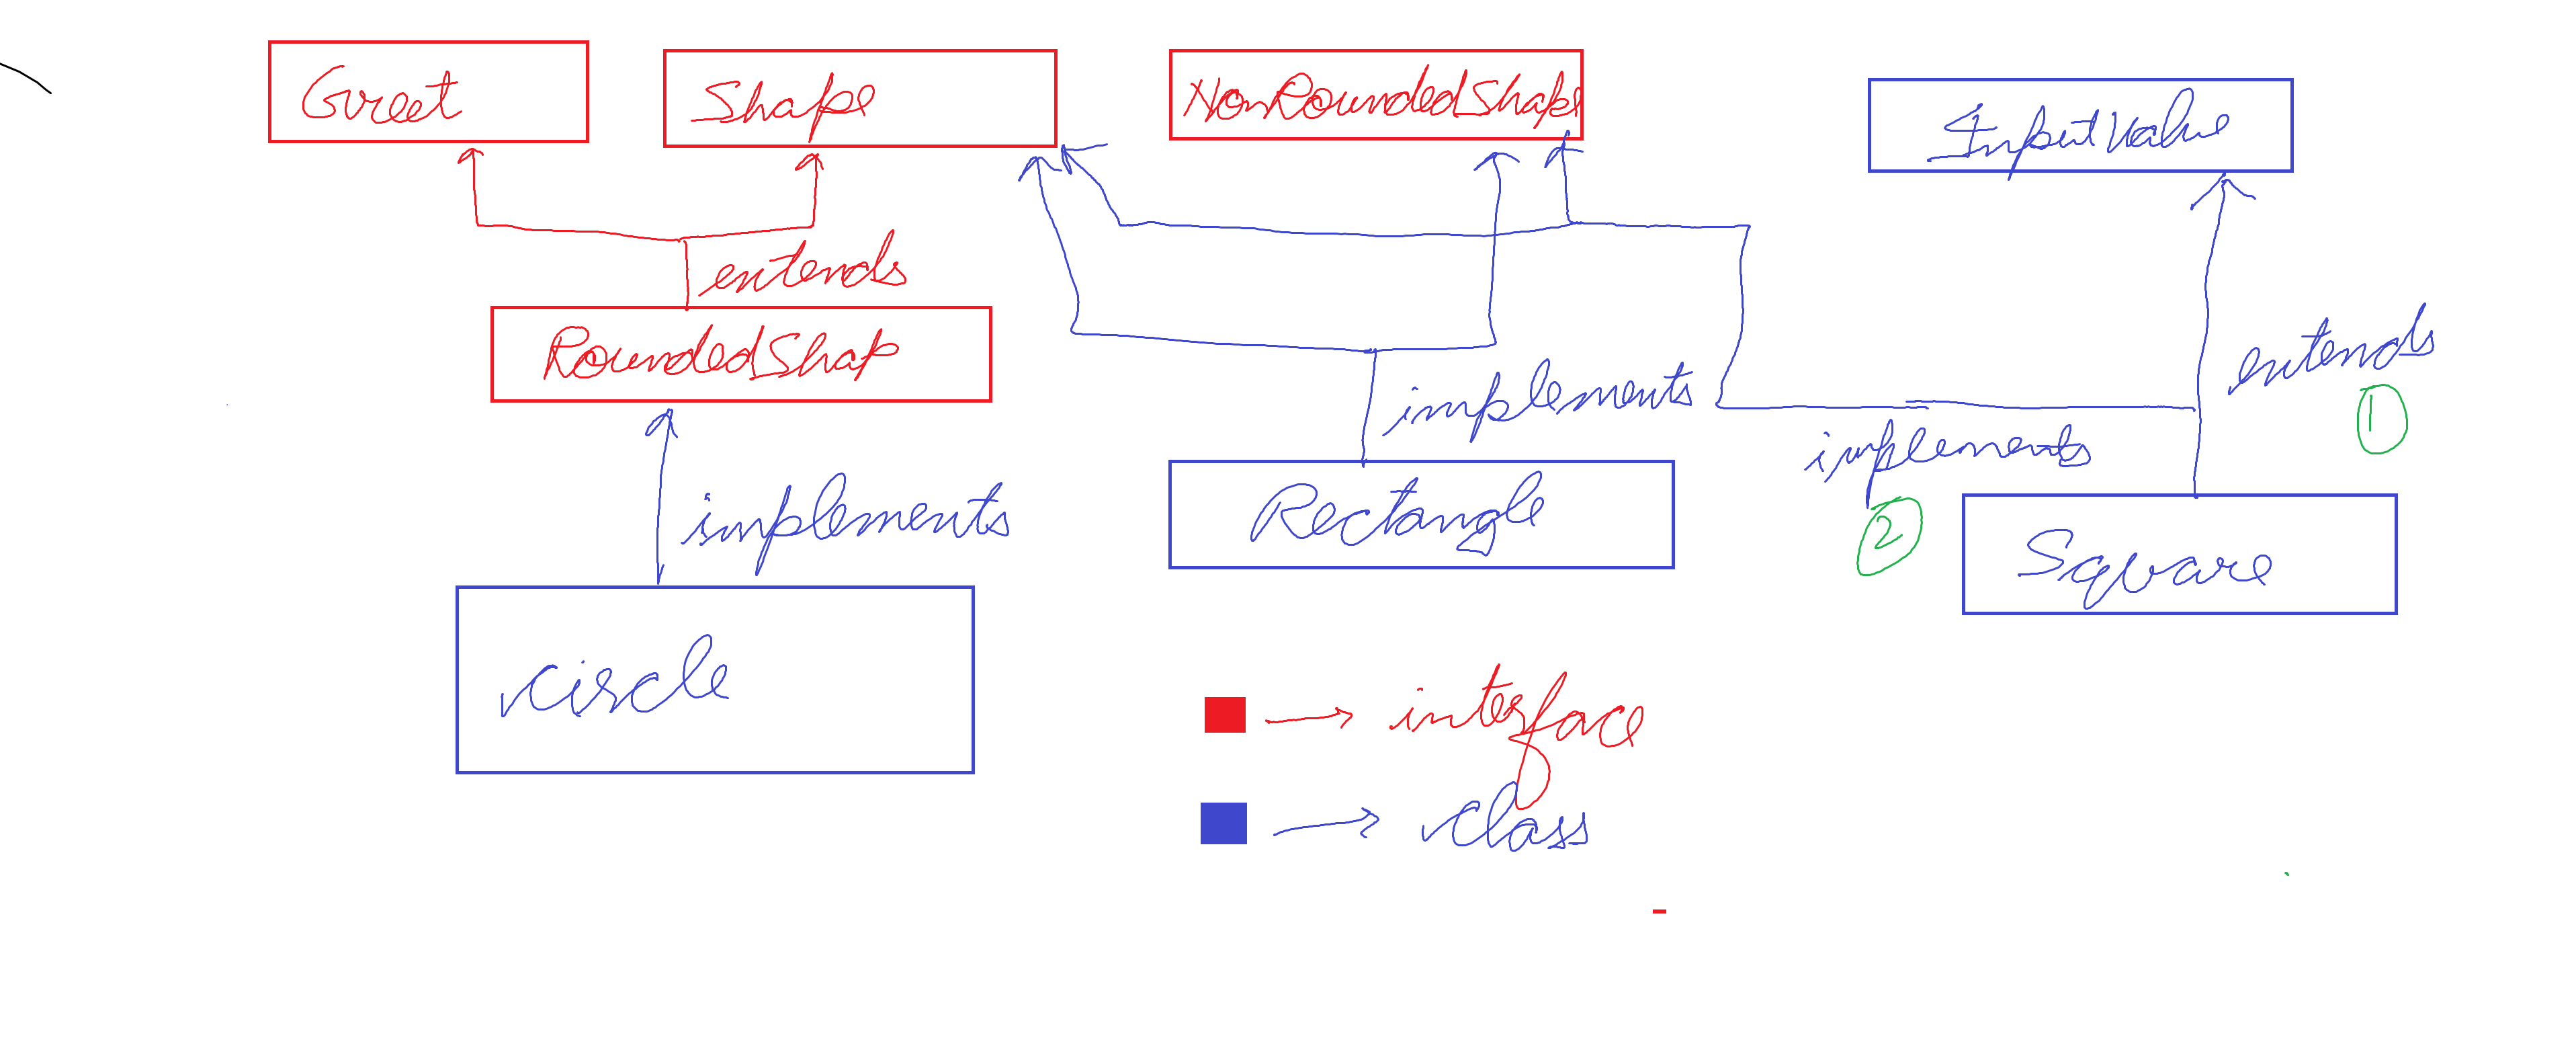 Greet
Shape
NonRoundedShape
InputValue
extends
RoundedShap
implements
extends
1
implements
2
implements
Rectangle
Square
circle
→ interface
→ class